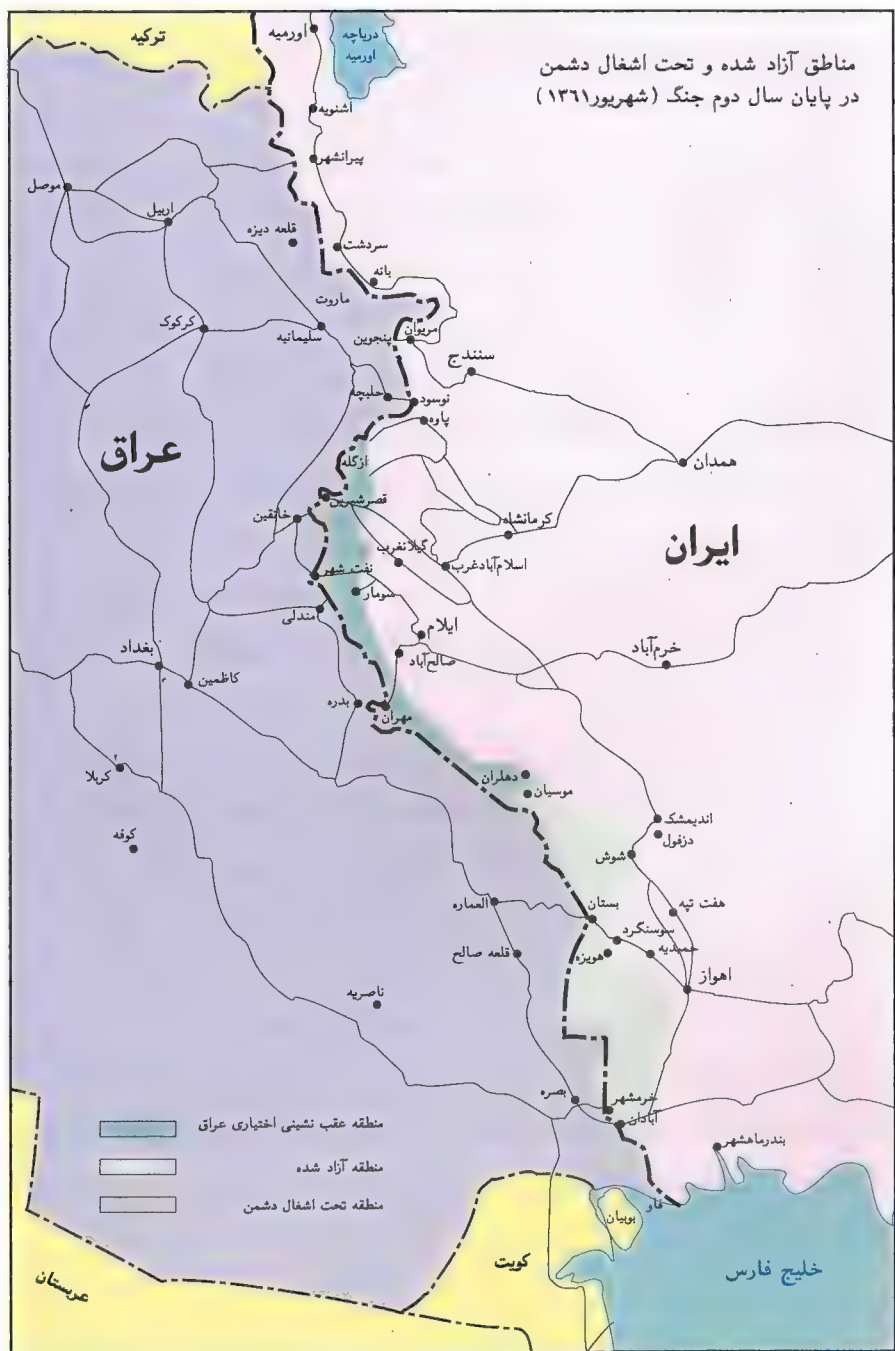 مناطق آزاد شده و تحت اشغال دشمن
در پایان سال دوم جنگ (شهریور ۱۳۶۱)
ترکیه
اورمیه
دریاچه
اورمیه
اشنویه
پیرانشهر
موصل
اربیل
قلعه دیزه
سردشت
بانه
ماروت
مریوان
کرکوک
سلیمانیه
پنجوین
سنندج
حلبچه
نوسود
پاوه
عراق
ازگله
همدان
قصرشیرین
خانقین
کرمانشاه
ایران
گیلانغرب
اسلام‌آبادغرب
نفت شهر
سومار
مندلی
ایلام
بغداد
صالح‌آباد
خرم‌آباد
کاظمین
بدره
مهران
کربلا
دهلران
موسیان
اندیمشک
دزفول
کوفه
شوش
العماره
بستان
هفت تپه
سوسنگرد
حمیدیه
قلعه صالح
هویزه
اهواز
ناصریه
بصره
خرمشهر
آبادان
بندرماهشهر
منطقه عقب نشینی اختیاری عراق
منطقه آزاد شده
منطقه تحت اشغال دشمن
فاو
بوبیان
کویت
خلیج فارس
عربستان